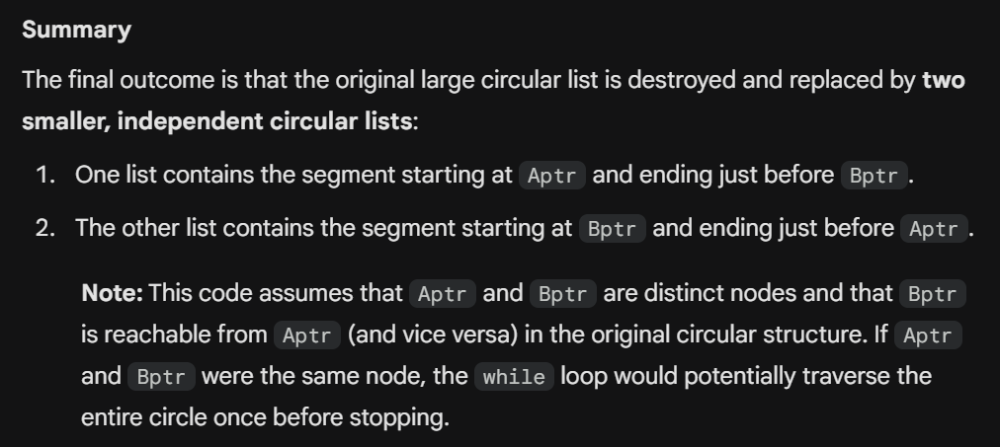 Summary
The final outcome is that the original large circular list is destroyed and replaced by two
smaller, independent circular lists:
1. One list contains the segment starting at Aptr and ending just before Bptr.
2. The other list contains the segment starting at Bptr and ending just before Aptr.
Note: This code assumes that Aptr and Bptr are distinct nodes and that Bptr
is reachable from Aptr (and vice versa) in the original circular structure. If Aptr
and Bptr were the same node, the while loop would potentially traverse the
entire circle once before stopping.